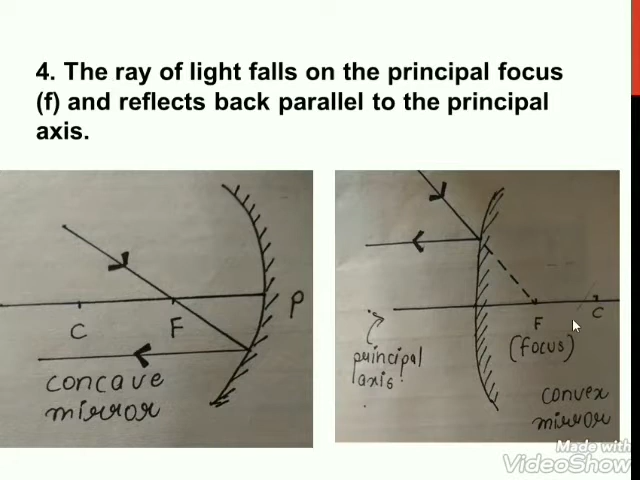 4. The ray of light falls on the principal focus
(f) and reflects back parallel to the principal
axis.
C
F
P
concave
mirror
F
C
(focus)
principal
axis.
convex
mirror
Made with
VideoShow